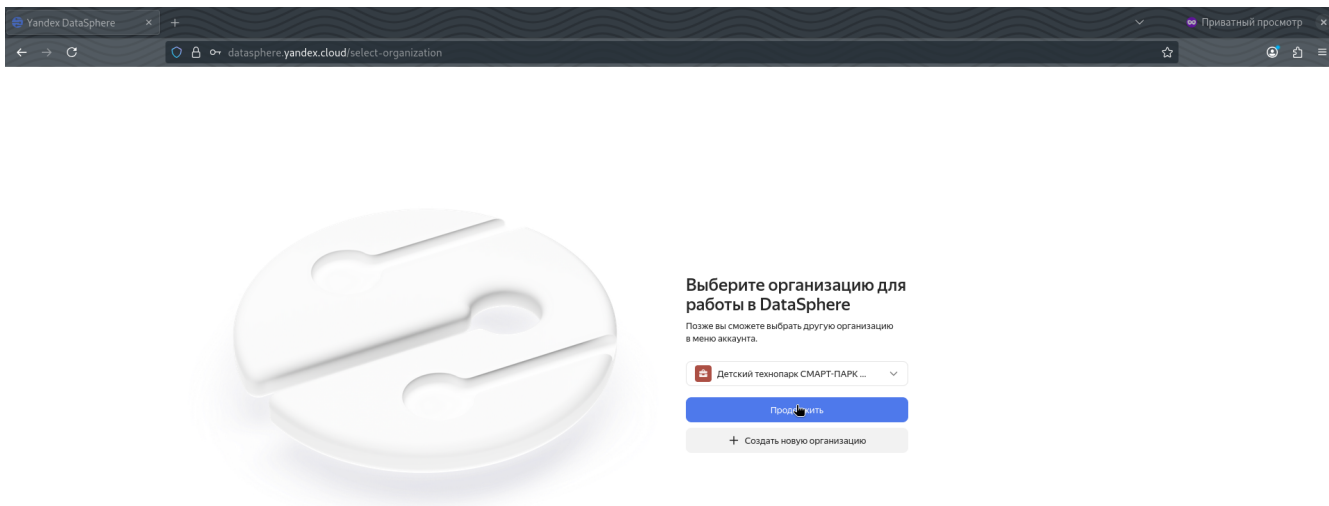 Yandex DataSphere
Приватный просмотр
datasphere.yandex.cloud/select-organization
Выберите организацию для
работы в DataSphere
Позже вы сможете выбрать другую организацию
в меню аккаунта.
Детский технопарк СМАРТ-ПАРК ...
Продолжить
+ Создать новую организацию